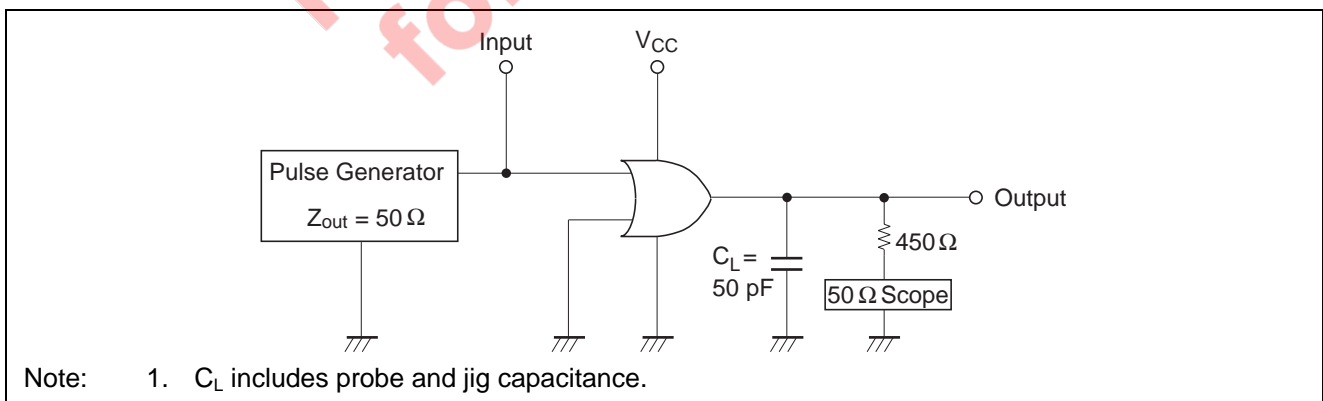 Input
VCC
Pulse Generator
Zout = 50 Ω
Output
450 Ω
CL =
50 pF
50 Ω Scope
Note: 1. CL includes probe and jig capacitance.